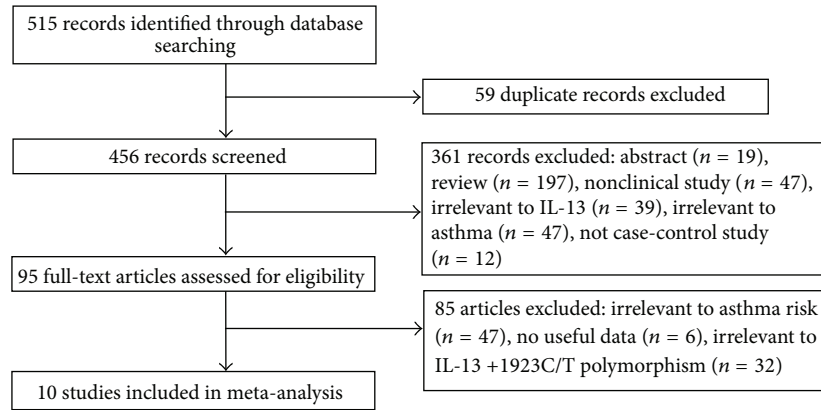 515 records identified through database
searching
59 duplicate records excluded
456 records screened
361 records excluded: abstract (n = 19),
review (n = 197), nonclinical study (n = 47),
irrelevant to IL-13 (n = 39), irrelevant to
asthma (n = 47), not case-control study
(n = 12)
95 full-text articles assessed for eligibility
85 articles excluded: irrelevant to asthma risk
(n = 47), no useful data (n = 6), irrelevant to
IL-13 +1923C/T polymorphism (n = 32)
10 studies included in meta-analysis